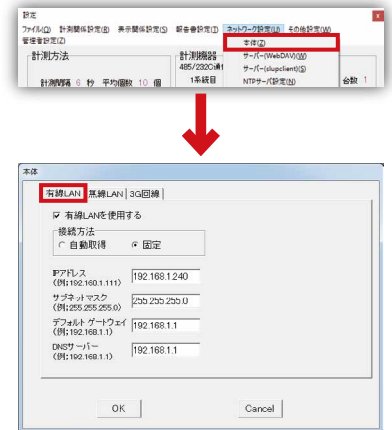 設定
ファイル(Q) 計測関係設定(R) 表示関係設定(S) 報告書設定(T) ネットワーク設定(U) その他設定(W)
管理者設定(Z)
本体(Z)
サーバー(WebDAV)(W)
サーバー(slupclient)(S)
NTPサーバ設定(N)
計測方法
計測間隔 6 秒 平均個数 10 個
計測機器
485/232C通
1系統目
台数 1
本体
有線LAN 無線LAN 3G回線
有線LANを使用する
接続方法
自動取得 固定
IPアドレス
(例:192.160.1.111)
192.168.1.240
サブネットマスク
(例:255.255.255.0)
255.255.255.0
デフォルト ゲートウェイ
(例:192.168.1.1)
192.168.1.1
DNSサーバー
(例:192.168.1.1)
192.168.1.1
OK Cancel